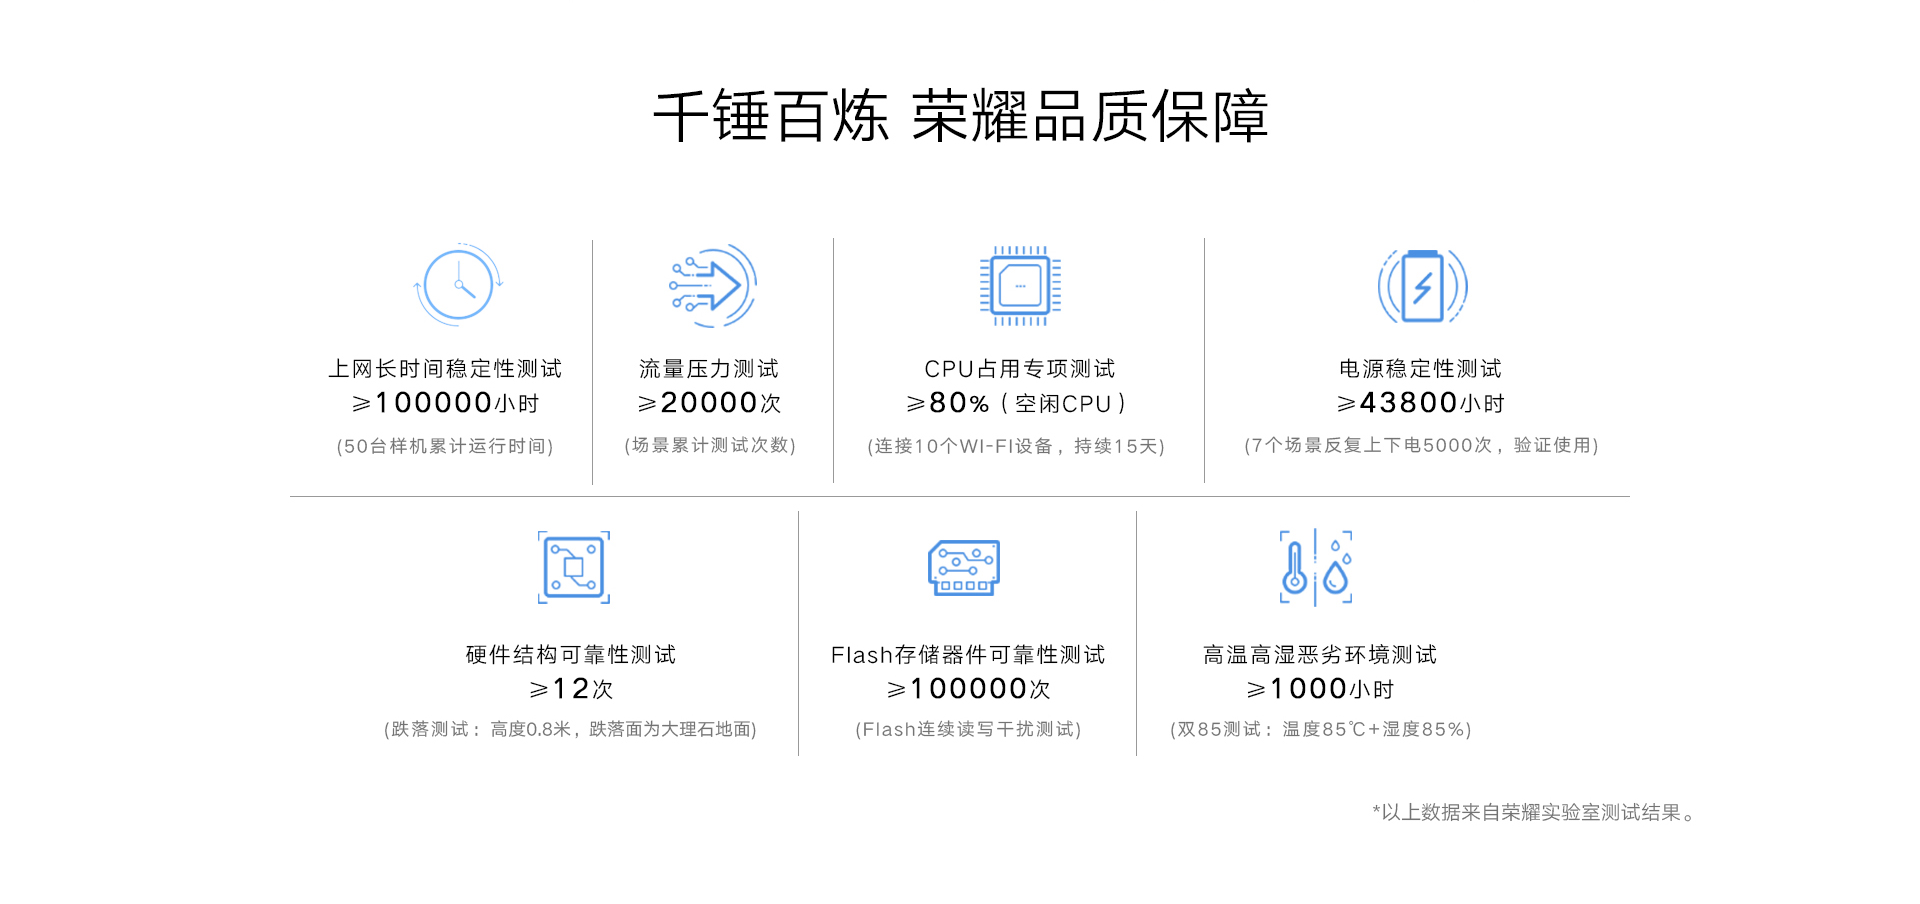 千锤百炼 荣耀品质保障
上网长时间稳定性测试
≥100000小时
(50台样机累计运行时间)
流量压力测试
≥20000次
(场景累计测试次数)
CPU占用专项测试
≥80%（空闲CPU）
(连接10个WI-FI设备，持续15天)
电源稳定性测试
≥43800小时
(7个场景反复上下电5000次，验证使用)
硬件结构可靠性测试
≥12次
(跌落测试：高度0.8米，跌落面为大理石地面)
Flash存储器件可靠性测试
≥100000次
(Flash连续读写干扰测试)
高温高湿恶劣环境测试
≥1000小时
(双85测试：温度85℃+湿度85%)
*以上数据来自荣耀实验室测试结果。